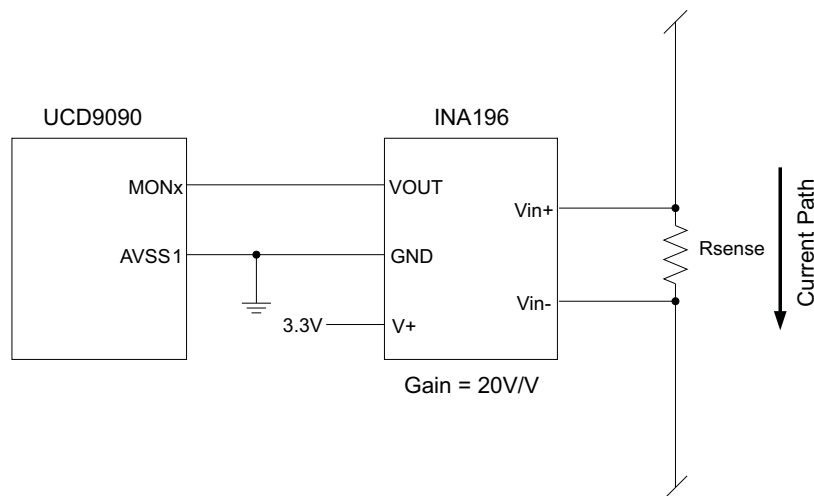 UCD9090
INA196
MONx
VOUT
Vin+
AVSS1
GND
Rsense
Current Path
Vin-
3.3V
V+
Gain = 20V/V